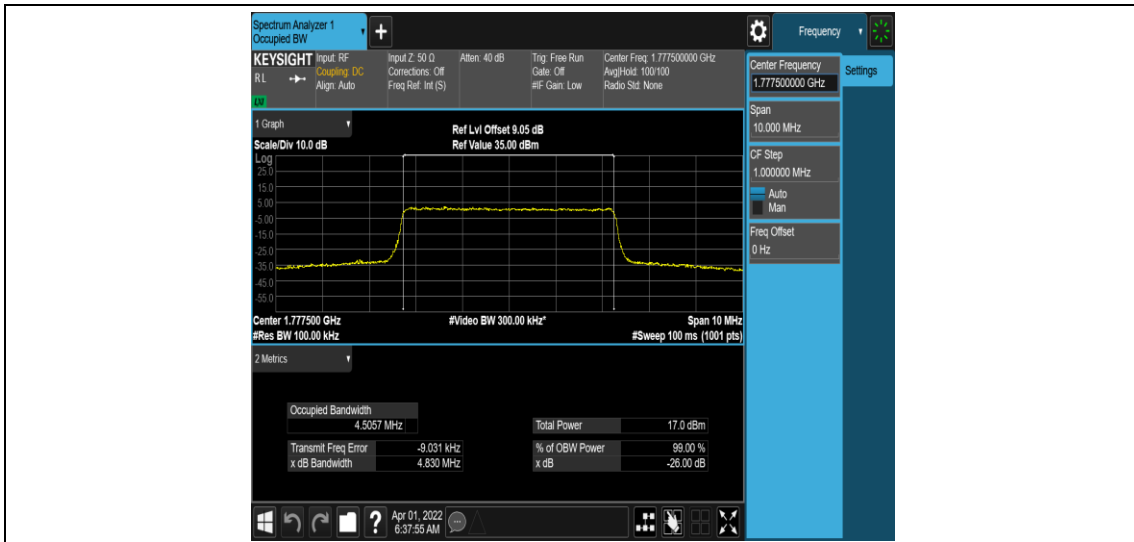 Spectrum Analyzer 1
Occupied BW
Frequency
KEYSIGHT
RL
Input: RF
Coupling: DC
Align: Auto
Input Z: 50 Ω
Corrections: Off
Freq Ref: Int (S)
Atten: 40 dB
Trig: Free Run
Gate: Off
#IF Gain: Low
Center Freq: 1.777500000 GHz
Avg|Hold: 100/100
Radio Std: None
Center Frequency
1.777500000 GHz
Settings
Span
10.000 MHz
CF Step
1.000000 MHz
Auto
Man
Freq Offset
0 Hz
1 Graph
Scale/Div 10.0 dB
Ref Lvl Offset 9.05 dB
Ref Value 35.00 dBm
Log
25.0
15.0
5.00
-5.00
-15.0
-25.0
-35.0
-45.0
-55.0
Center 1.777500 GHz
#Video BW 300.00 kHz*
Span 10 MHz
#Res BW 100.00 kHz
#Sweep 100 ms (1001 pts)
2 Metrics
Occupied Bandwidth
4.5057 MHz
Total Power 17.0 dBm
Transmit Freq Error -9.031 kHz
% of OBW Power 99.00 %
x dB Bandwidth 4.830 MHz
x dB -26.00 dB
?
Apr 01, 2022
6:37:55 AM